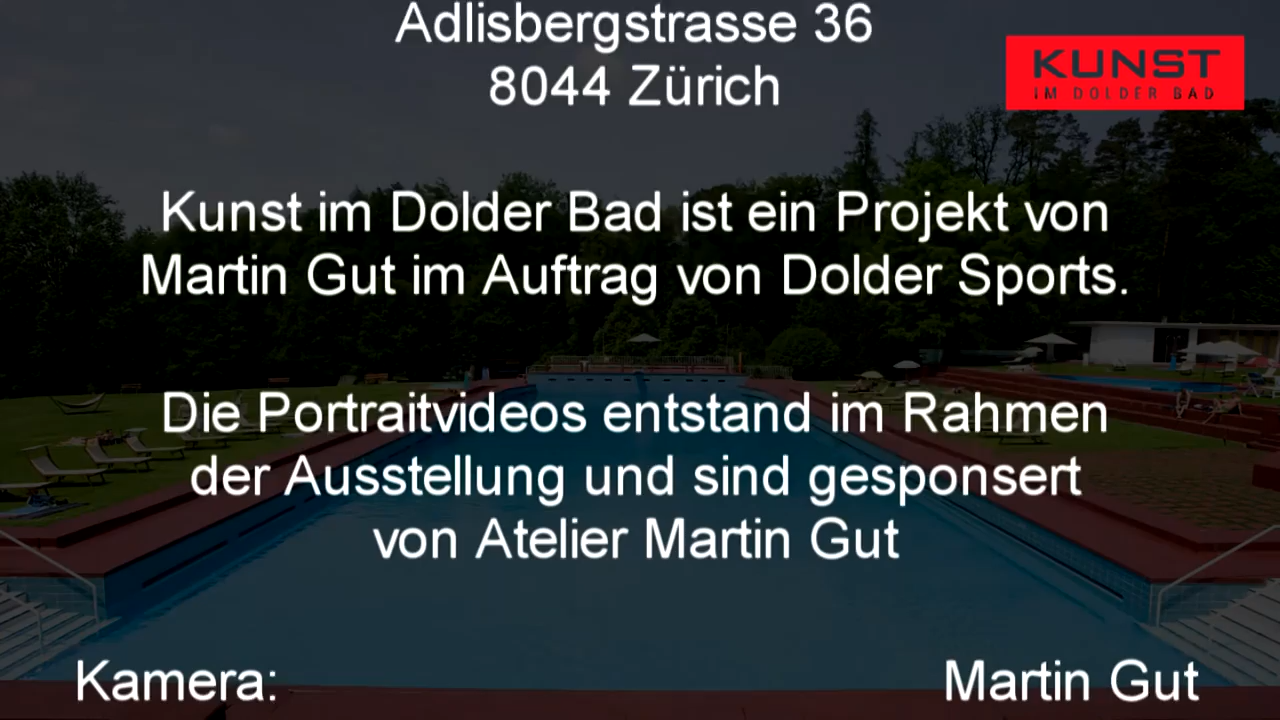 Adlisbergstrasse 36
8044 Zürich
KUNST
IM DOLDER BAD
Kunst im Dolder Bad ist ein Projekt von
Martin Gut im Auftrag von Dolder Sports.
Die Portraitvideos entstand im Rahmen
der Ausstellung und sind gesponsert
von Atelier Martin Gut
Kamera: Martin Gut